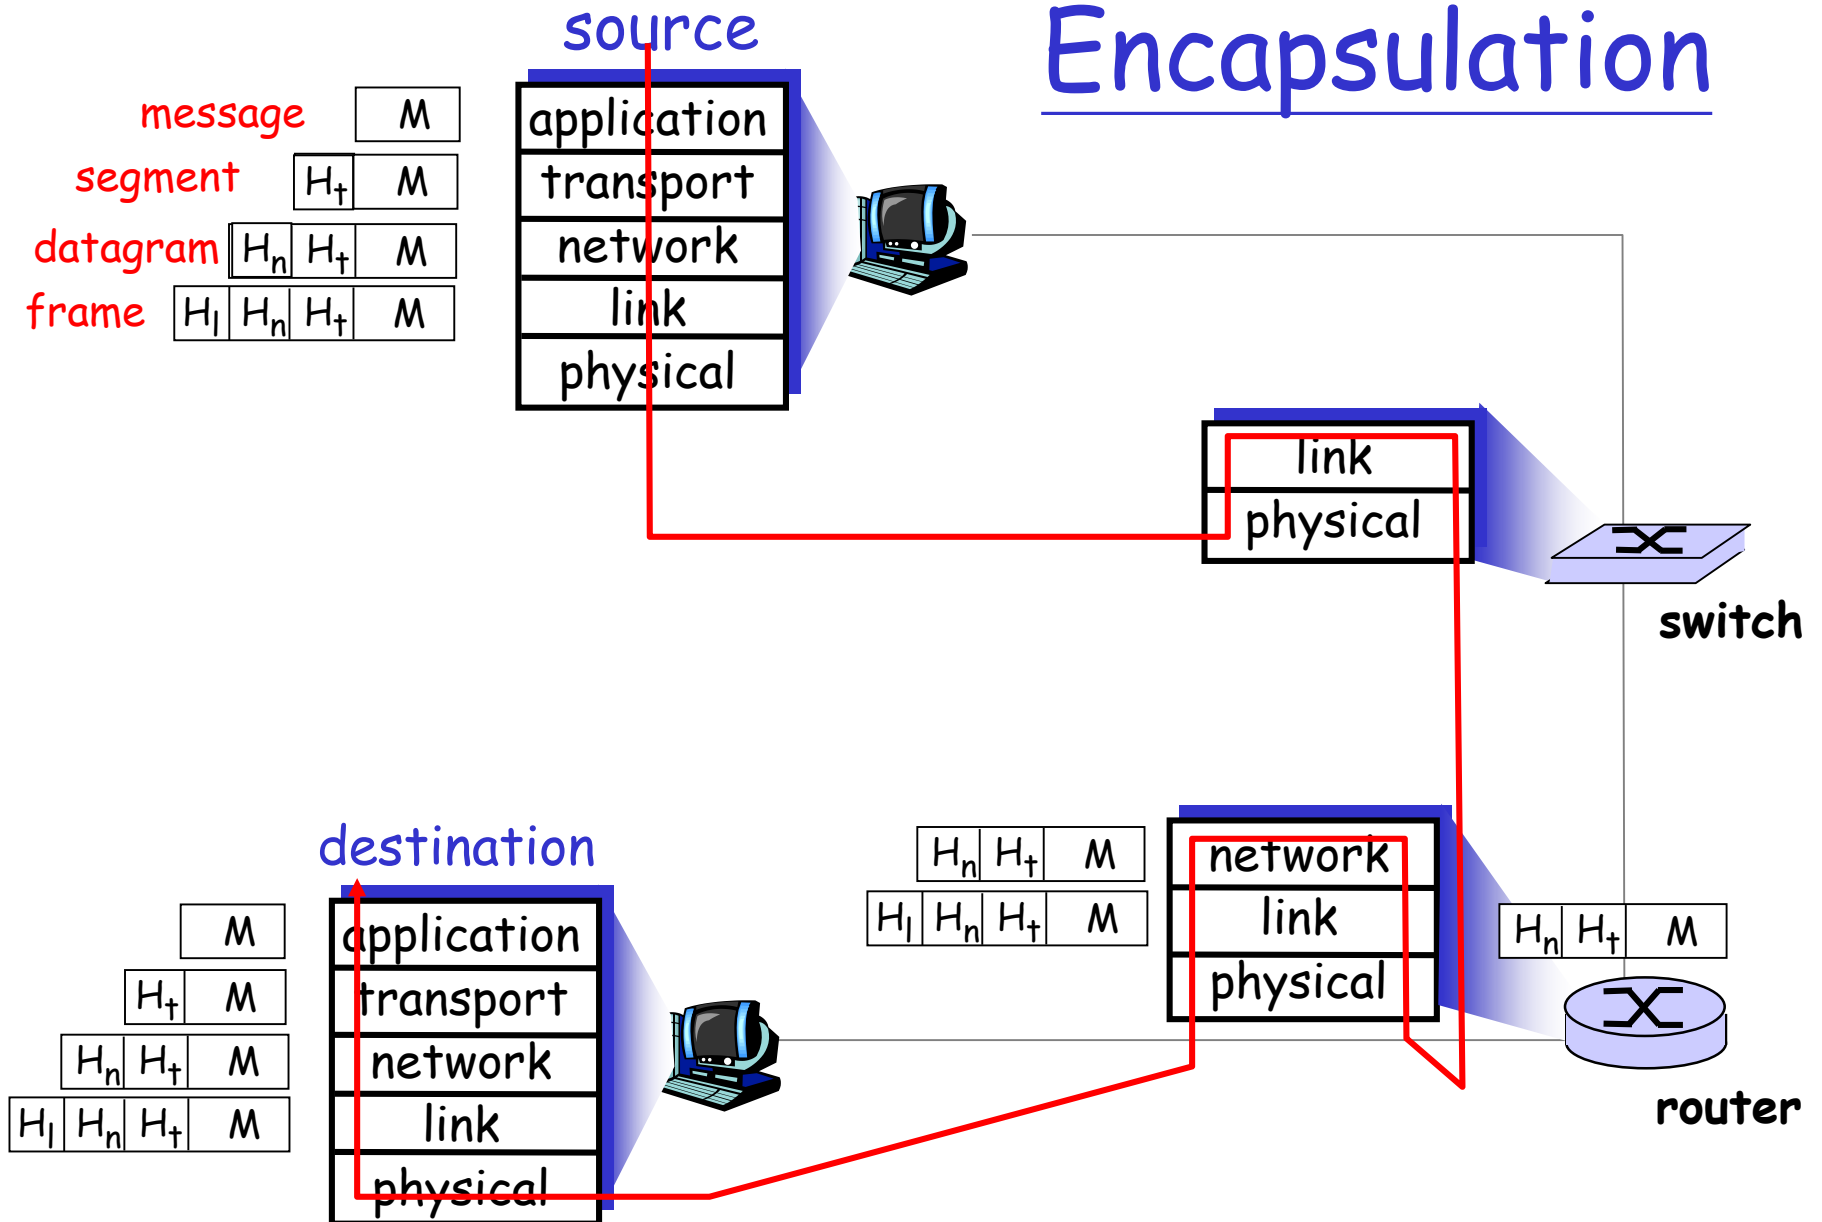 source
Encapsulation
message M
segment Ht M
datagram Hn Ht M
frame Hl Hn Ht M
application
transport
network
link
physical
link
physical
switch
destination
M
Ht M
Hn Ht M
Hl Hn Ht M
application
transport
network
link
physical
Hn Ht M
Hl Hn Ht M
network
link
physical
Hn Ht M
router